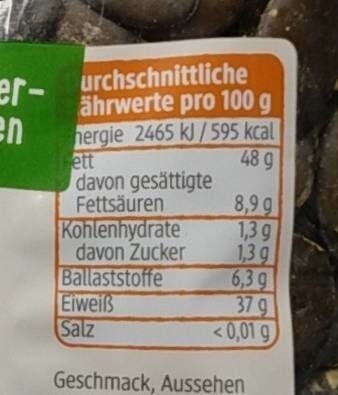 er-
en
urchschnittliche
ährwerte pro 100 g
nergie 2465 kJ / 595 kcal
ett 48 g
davon gesättigte
Fettsäuren 8,9 g
Kohlenhydrate 1,3 g
davon Zucker 1,3 g
Ballaststoffe 6,3 g
Eiweiß 37 g
Salz < 0,01 g
Geschmack, Aussehen